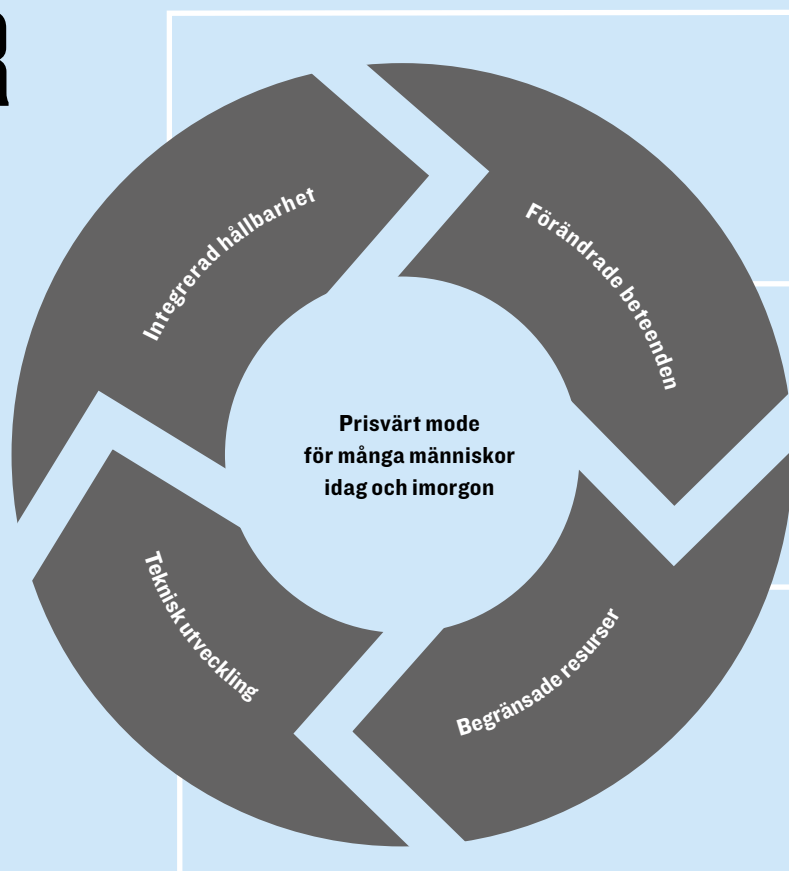 R
Integrerad hållbarhet
Förändrade beteenden
Prisvärt mode
för många människor
idag och imorgon
Teknisk utveckling
Begränsade resurser